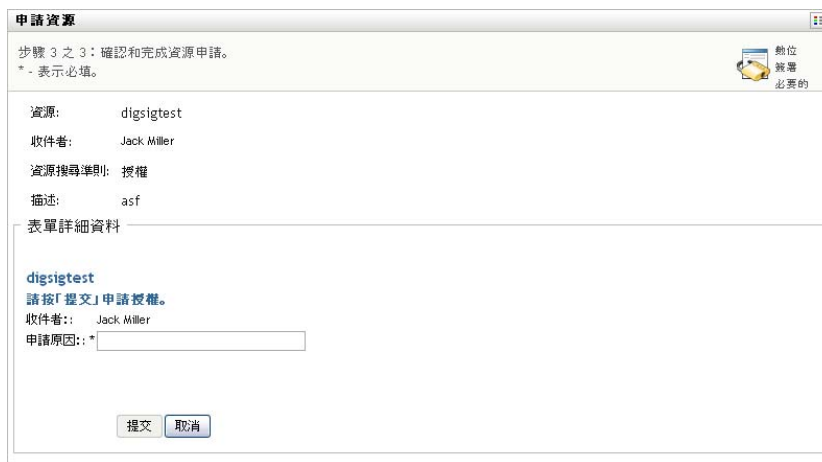 申請資源
步驟 3 之 3：確認和完成資源申請。
* - 表示必填。
數位
簽署
必要的
資源: digsigtest
收件者: Jack Miller
資源搜尋準則: 授權
描述: asf
表單詳細資料
digsigtest
請按「提交」申請授權。
收件者:: Jack Miller
申請原因:: *
提交 取消